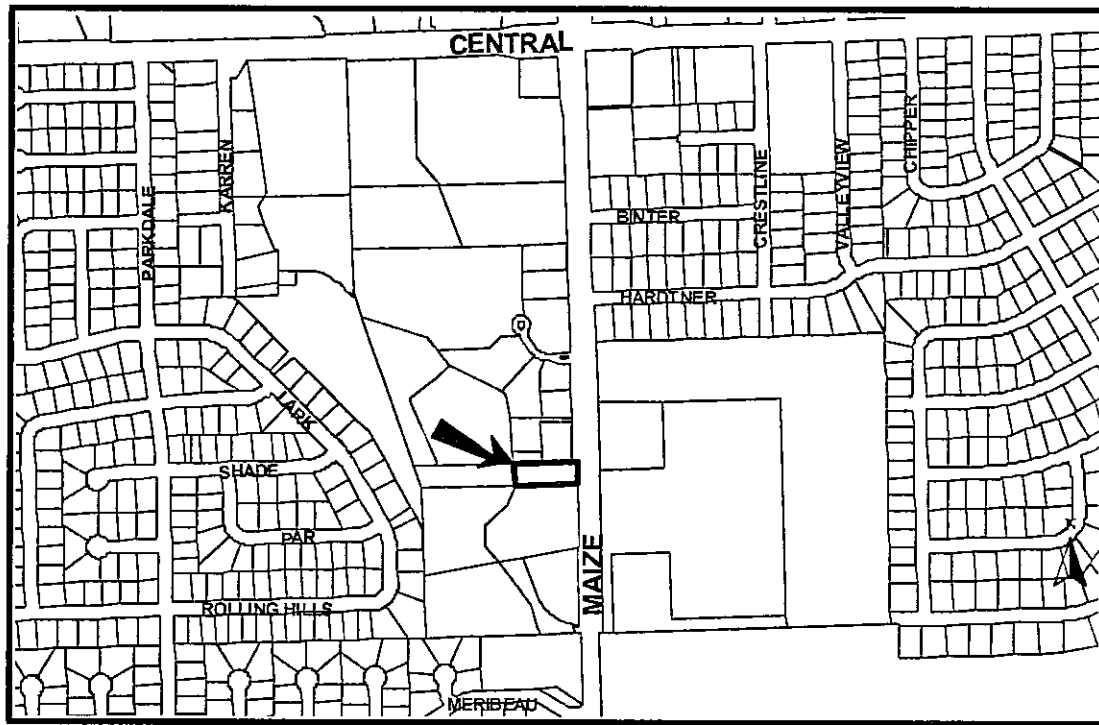 CENTRAL
KARREN
PARKDALE
CHIPPER
CRESTLINE
VALLEYVIEW
BINTER
HARDTNER
LARK
SHADE
PAR
MAIZE
ROLLING HILLS
MERIBEAU